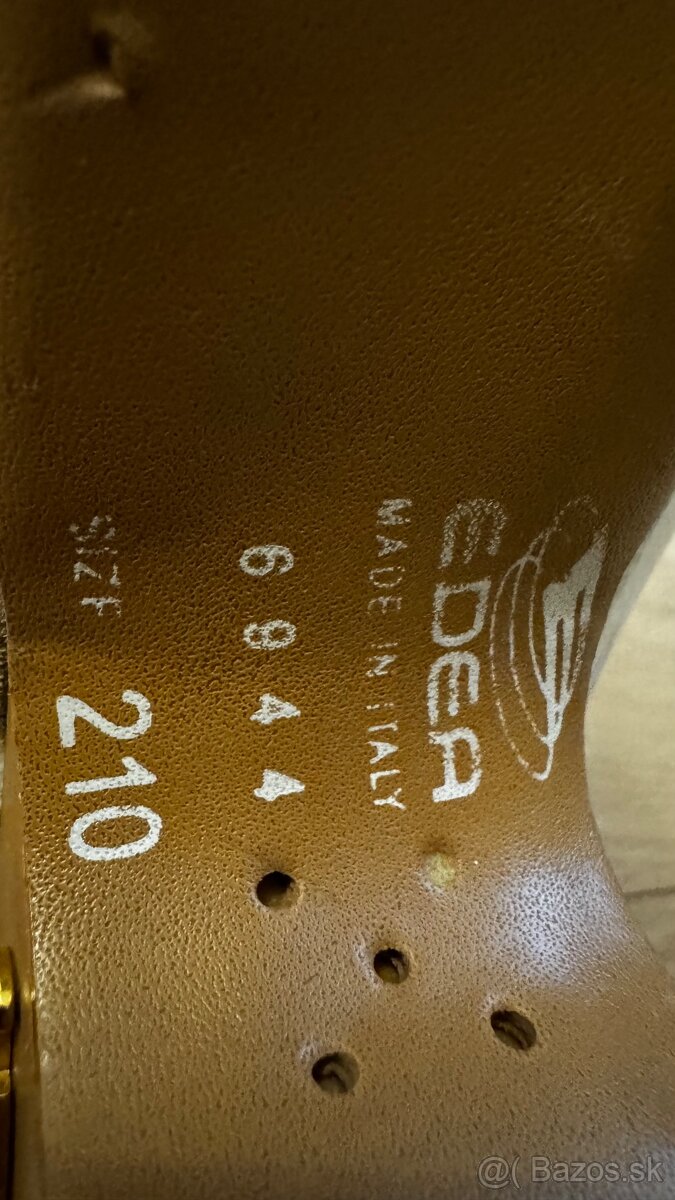 EDEA
MADE IN ITALY
6944
SIZE 210
@( Bazos.sk